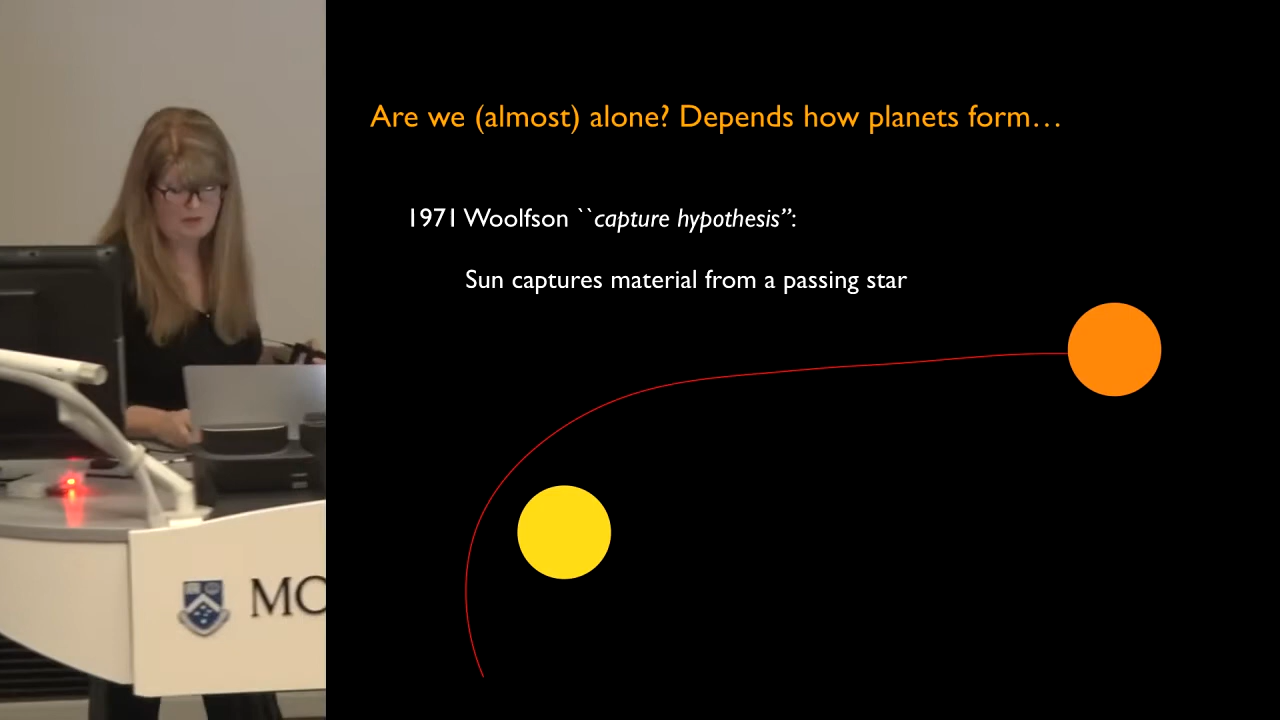 Are we (almost) alone? Depends how planets form…
1971 Woolfson ``capture hypothesis”:
Sun captures material from a passing star
MO